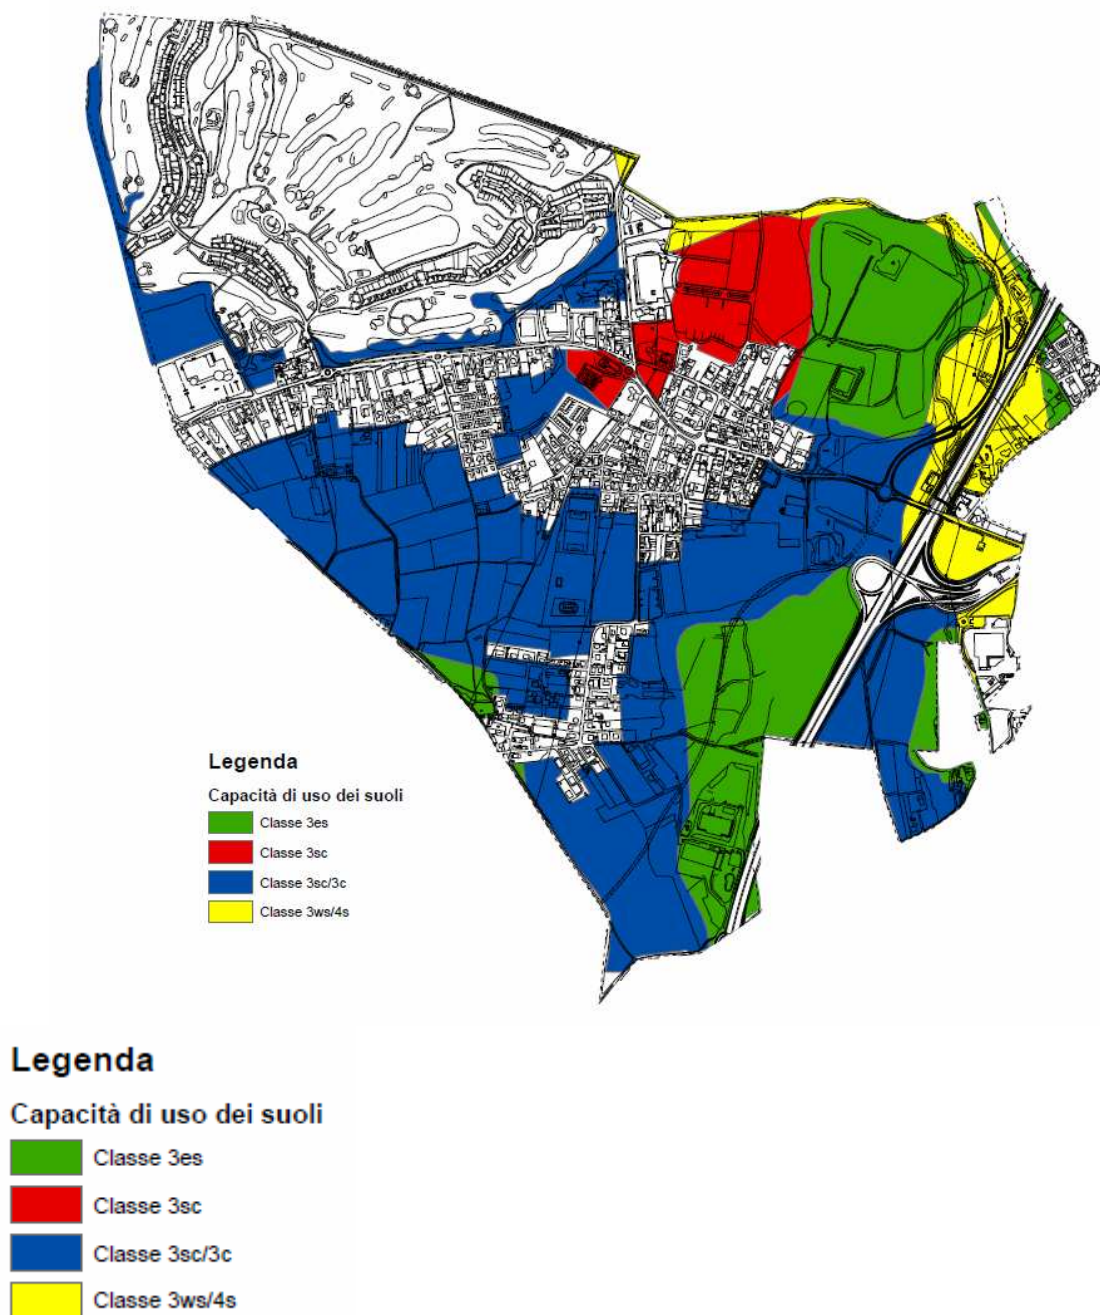 Legenda
Capacità di uso dei suoli
Classe 3es
Classe 3sc
Classe 3sc/3c
Classe 3ws/4s
Legenda
Capacità di uso dei suoli
Classe 3es
Classe 3sc
Classe 3sc/3c
Classe 3ws/4s